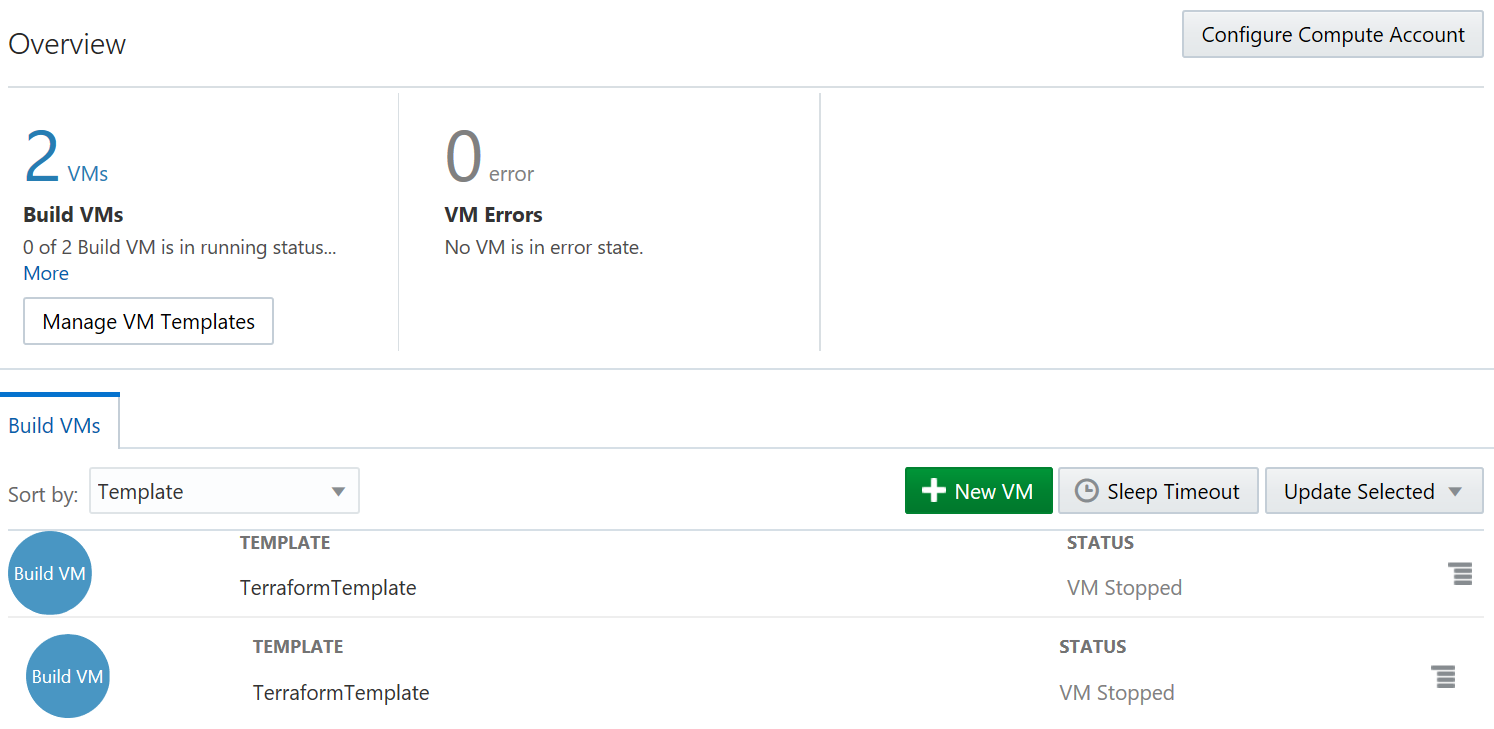 Overview
Configure Compute Account
2 VMs
Build VMs
0 of 2 Build VM is in running status...
More
Manage VM Templates
0 error
VM Errors
No VM is in error state.
Build VMs
Sort by: Template
New VM
Sleep Timeout
Update Selected
Build VM
TEMPLATE
TerraformTemplate
STATUS
VM Stopped
Build VM
TEMPLATE
TerraformTemplate
STATUS
VM Stopped